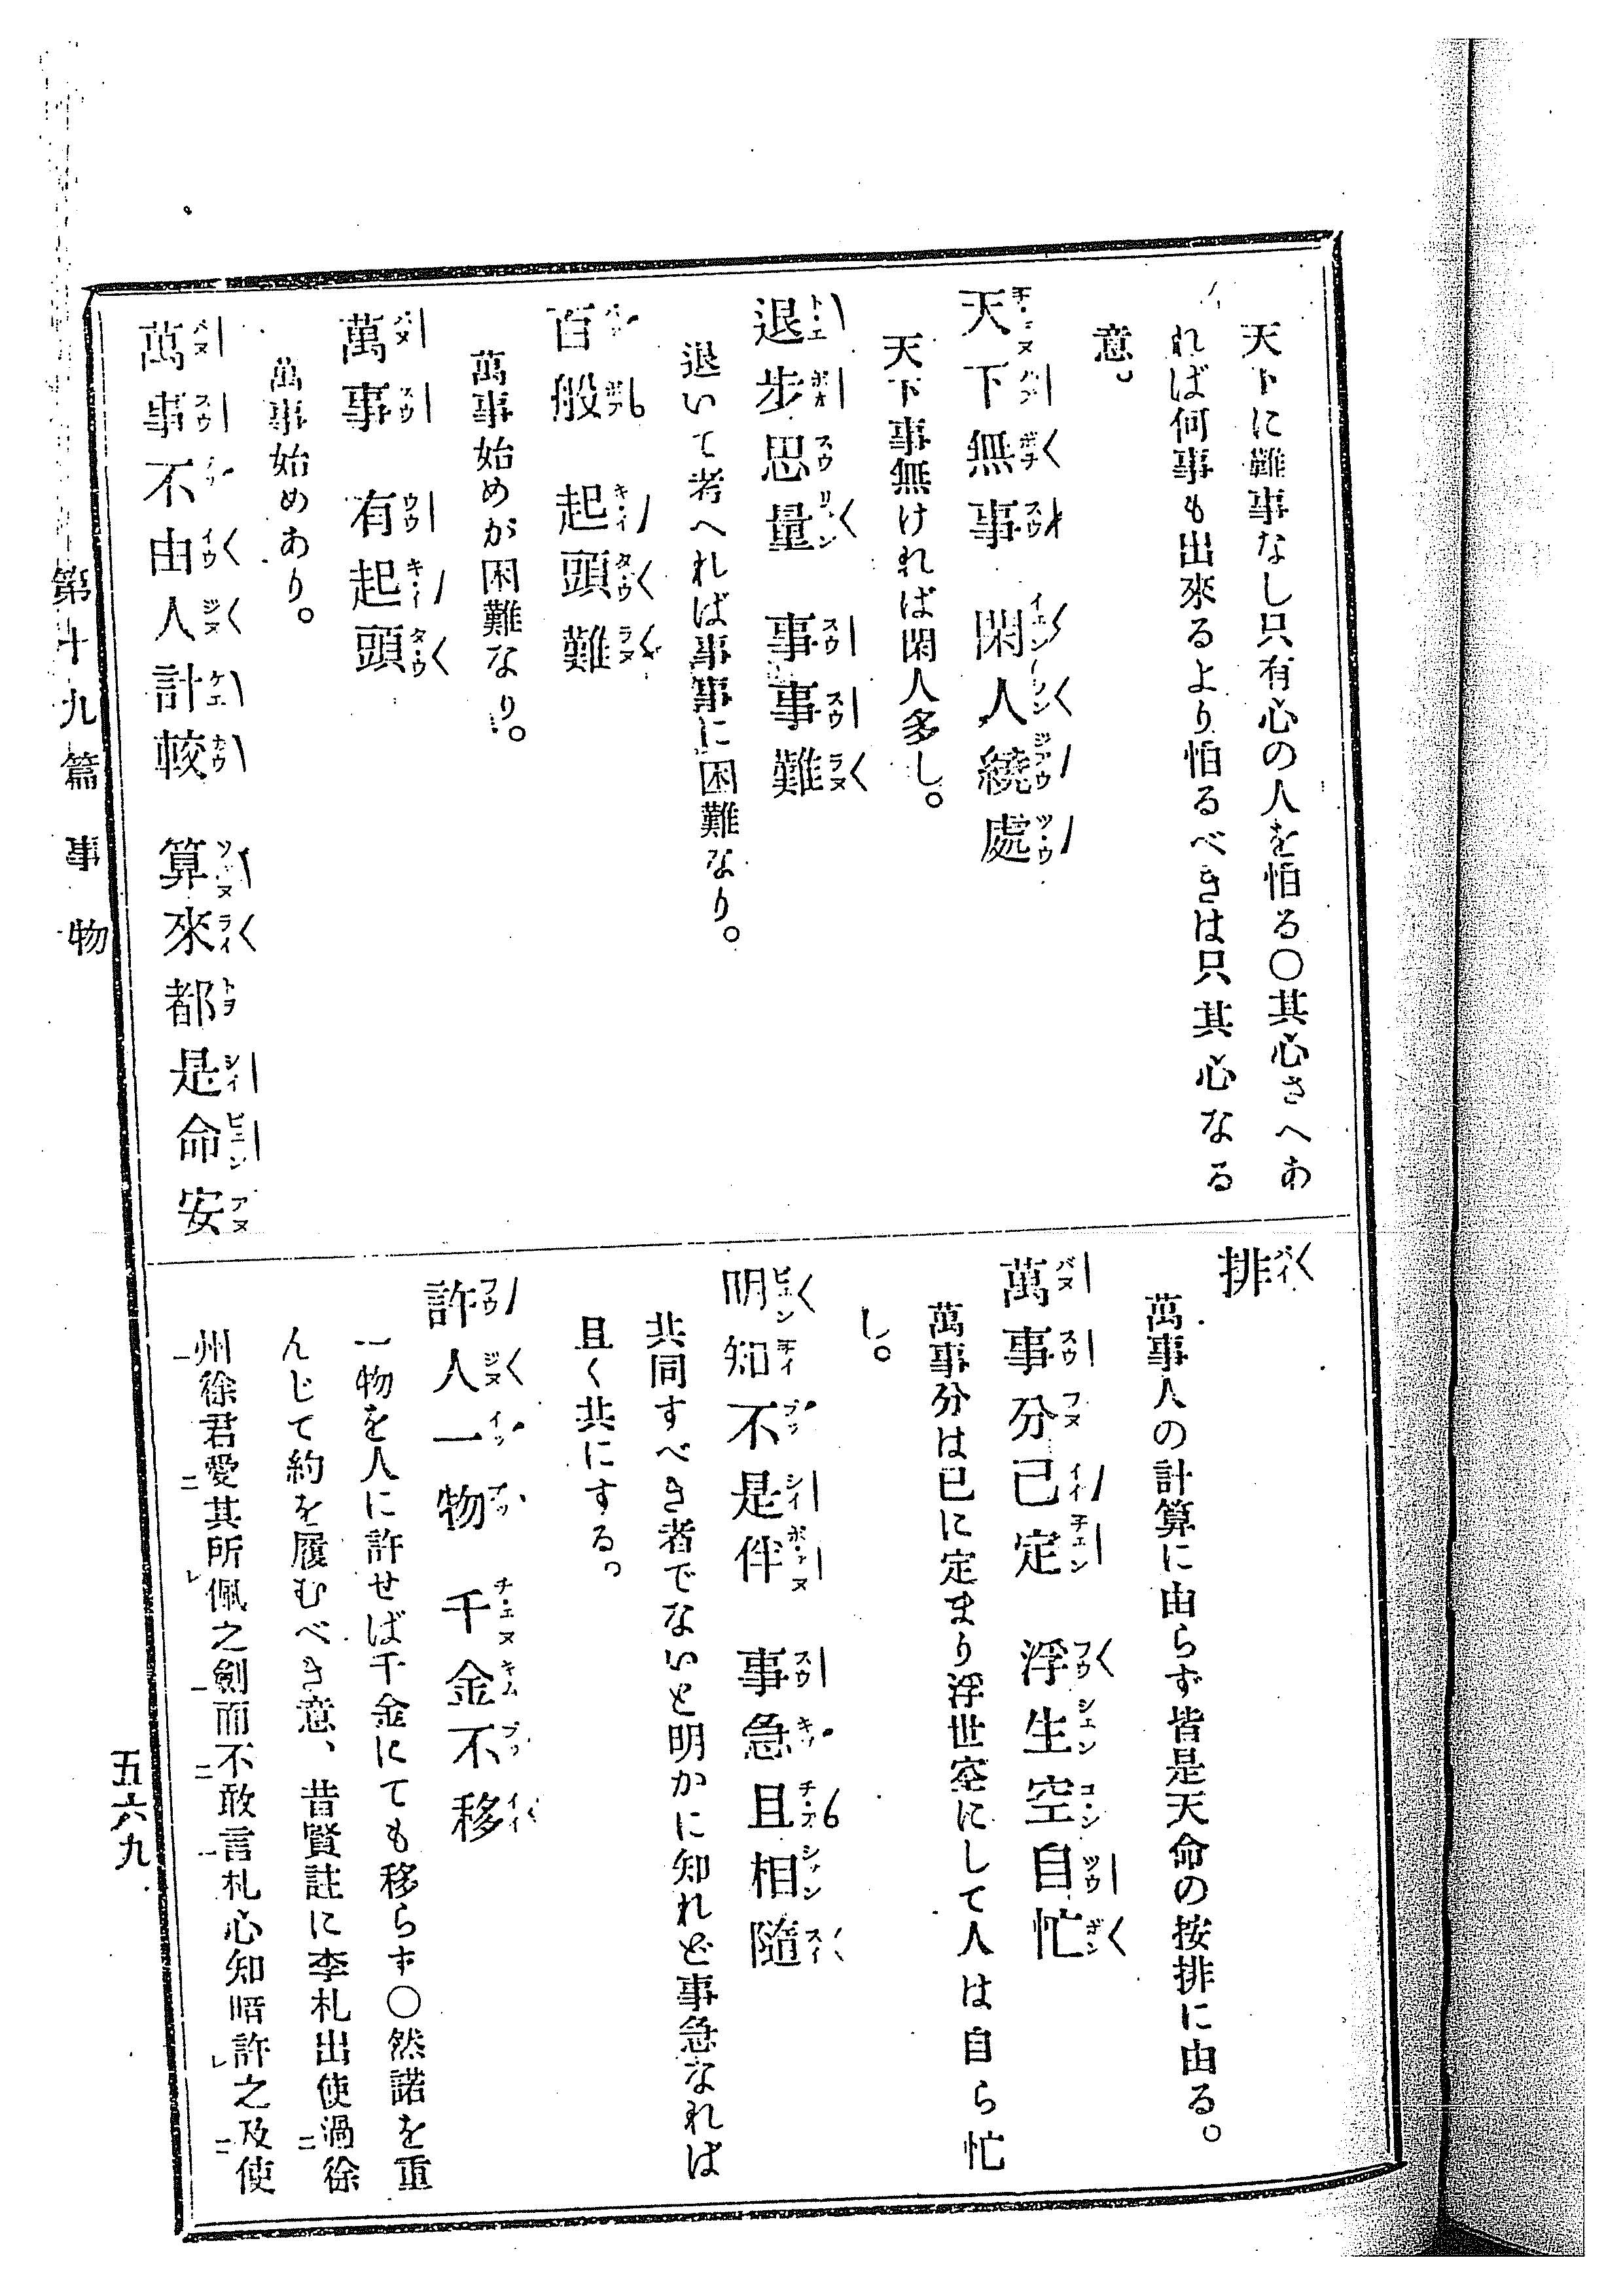 天下に難事なし只有心の人を怕る〇其心さへあ
れば何事も出來るより怕るべきは只其心なる
意。
天下無事 閑人繞處
天下事無ければ閑人多し。
退步思量 事事難
退いて考へれば事事に困難なり。
百般 起頭難
萬事始めが困難なり。
萬事 有起頭
萬事始めあり。
萬事不由人計較 算來都是命安
排
萬事人の計算に由らず皆是天命の按排に由る。
萬事分已定 浮生空自忙
萬事分は已に定まり浮世空にして人は自ら忙
し。
明知不是伴 事急且相隨
共同すべき者でないと明かに知れど事急なれば
且く共にする。
許人一物 千金不移
一物を人に許せば千金にても移らず〇然諾を重
んじて約を履むべき意、昔賢註に季札出使過徐
州徐君愛其所佩之劍而不敢言札心知暗許之及使
第十九篇 事物
五六九